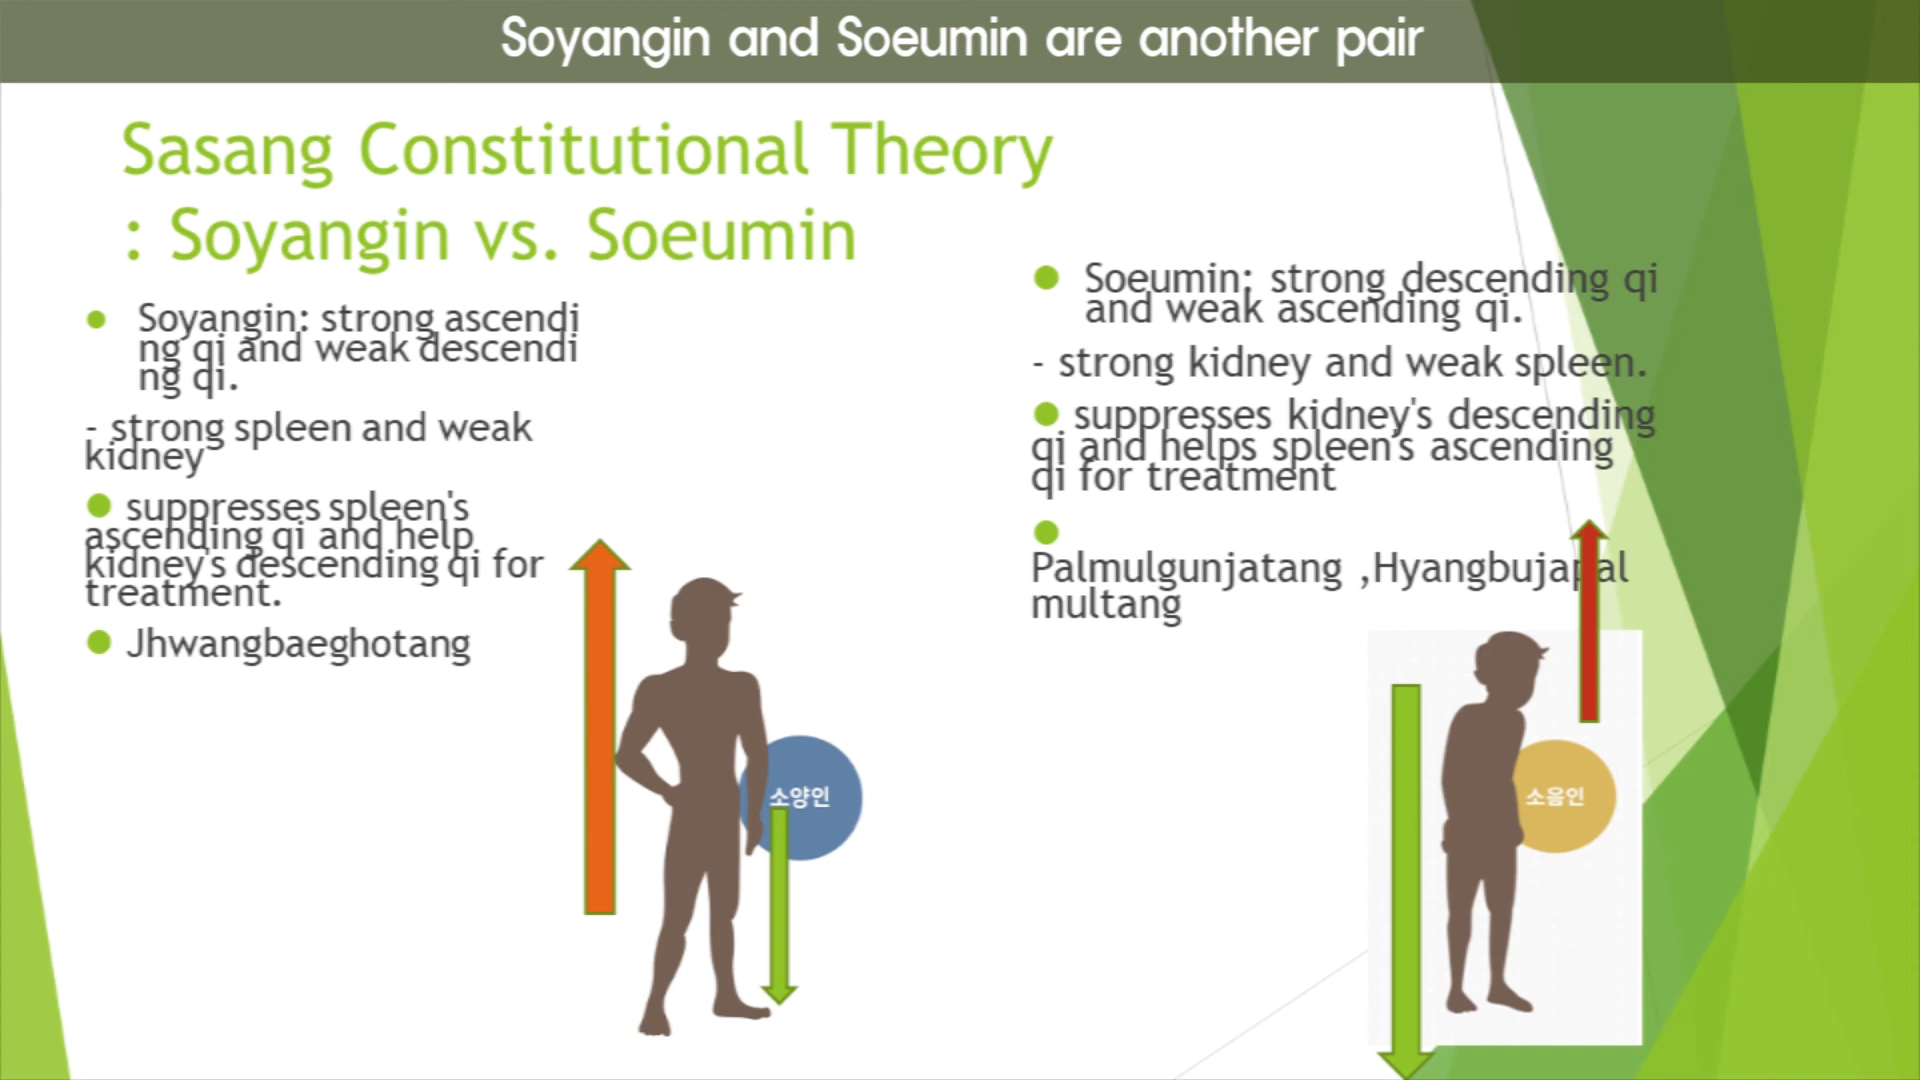 Soyangin and Soeumin are another pair
Sasang Constitutional Theory
: Soyangin vs. Soeumin
Soyangin: strong ascendi
ng qi and weak descendi
ng qi.
- strong spleen and weak
kidney
suppresses spleen's
ascending qi and help
kidney's descending qi for
treatment.
Jhwangbaeghotang
소양인
Soeumin: strong descending qi
and weak ascending qi.
- strong kidney and weak spleen.
suppresses kidney's descending
qi and helps spleen's ascending
qi for treatment
Palmulgunjatang ,Hyangbujapal
multang
소음인